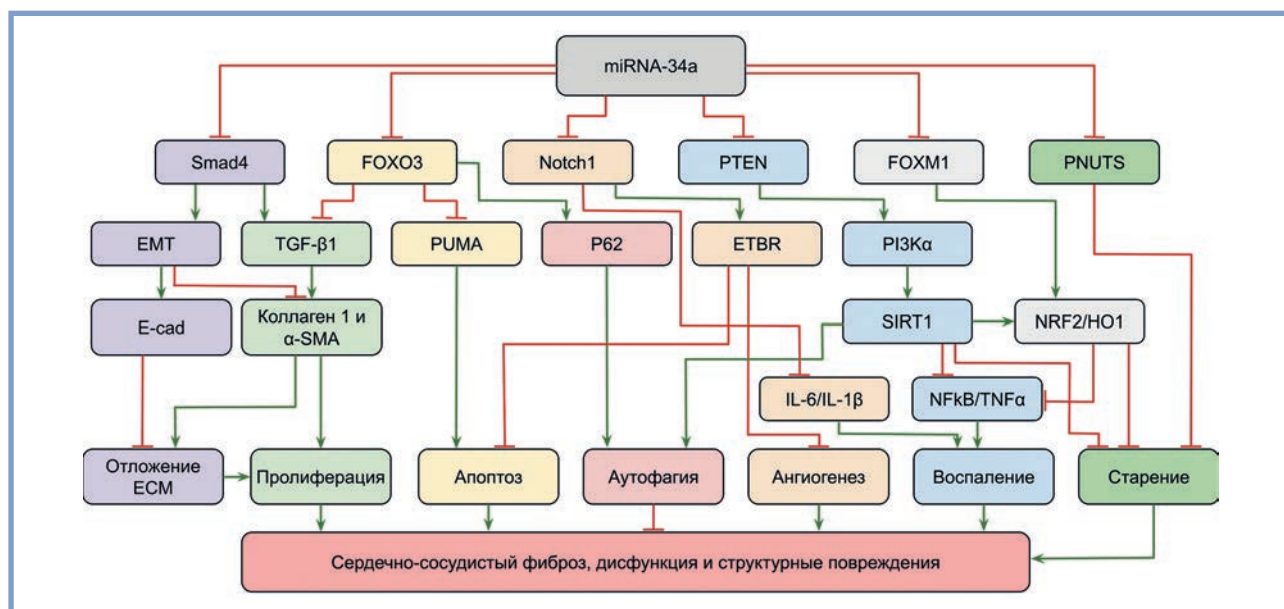 miRNA-34a
Smad4
FOXO3
Notch1
PTEN
FOXM1
PNUTS
EMT
TGF-β1
PUMA
P62
ETBR
PI3Kα
E-cad
Коллаген 1 и
α-SMA
SIRT1
NRF2/HO1
IL-6/IL-1β
NFkB/TNFα
Отложение
ECM
Пролиферация
Апоптоз
Аутофагия
Ангиогенез
Воспаление
Старение
Сердечно-сосудистый фиброз, дисфункция и структурные повреждения